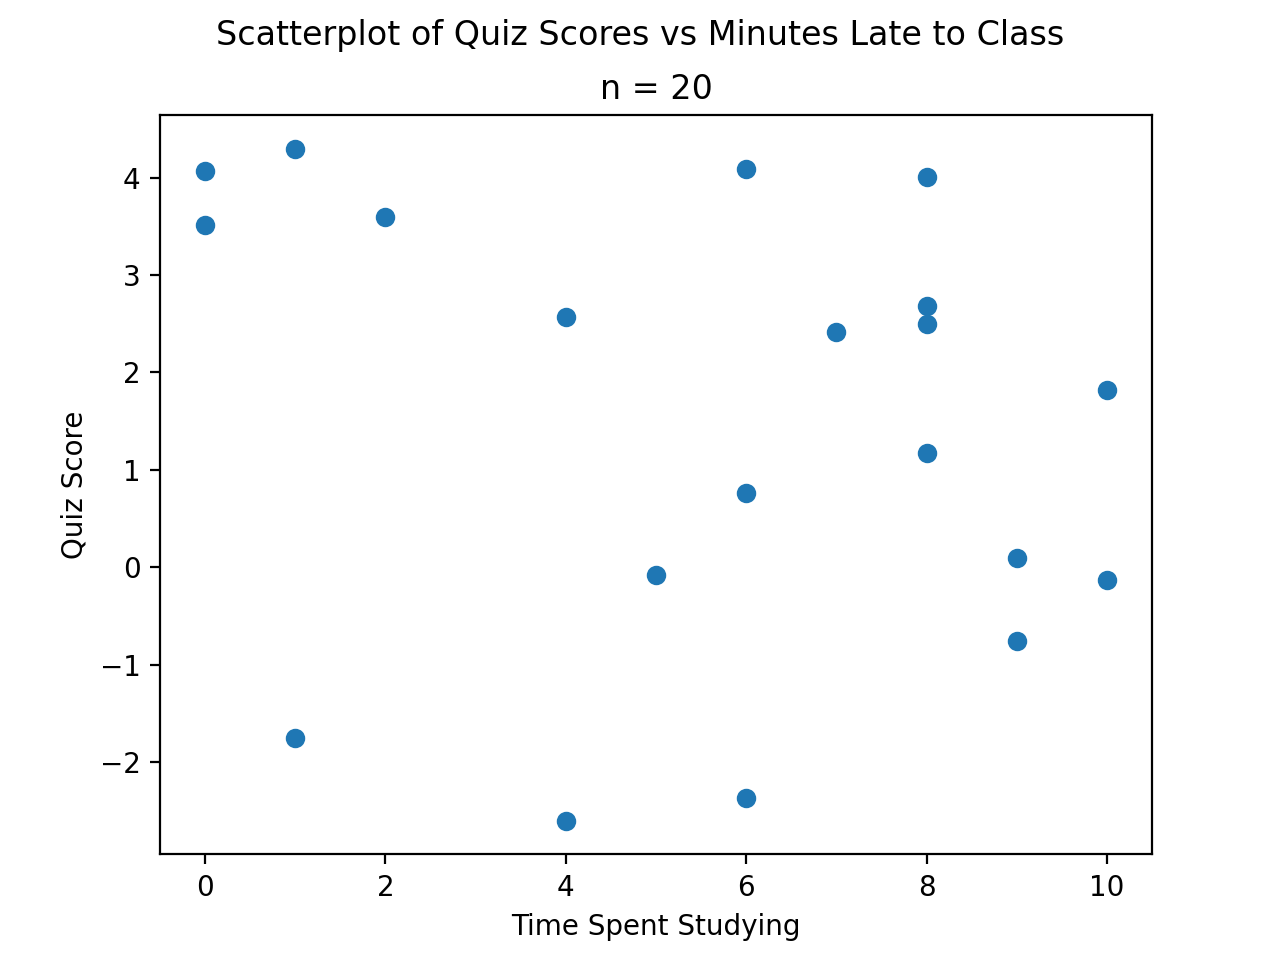 Scatterplot of Quiz Scores vs Minutes Late to Class
n = 20
4
3
2
1
0
−1
−2
Quiz Score
0 2 4 6 8 10
Time Spent Studying